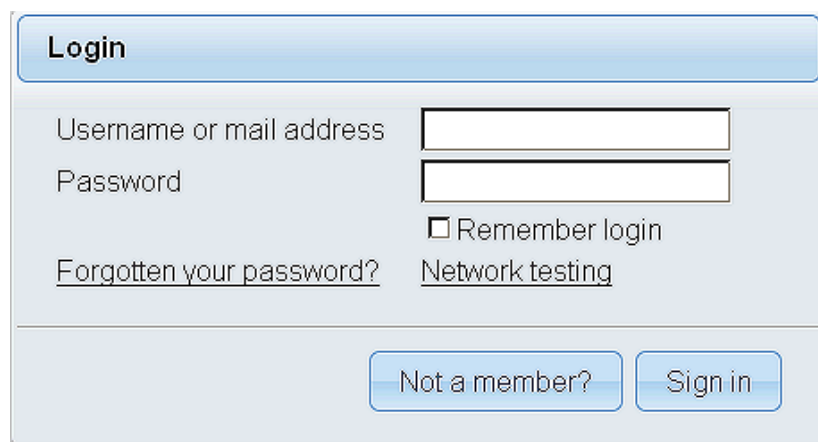 Login
Username or mail address
Password
Remember login
Forgotten your password? Network testing
Not a member? Sign in